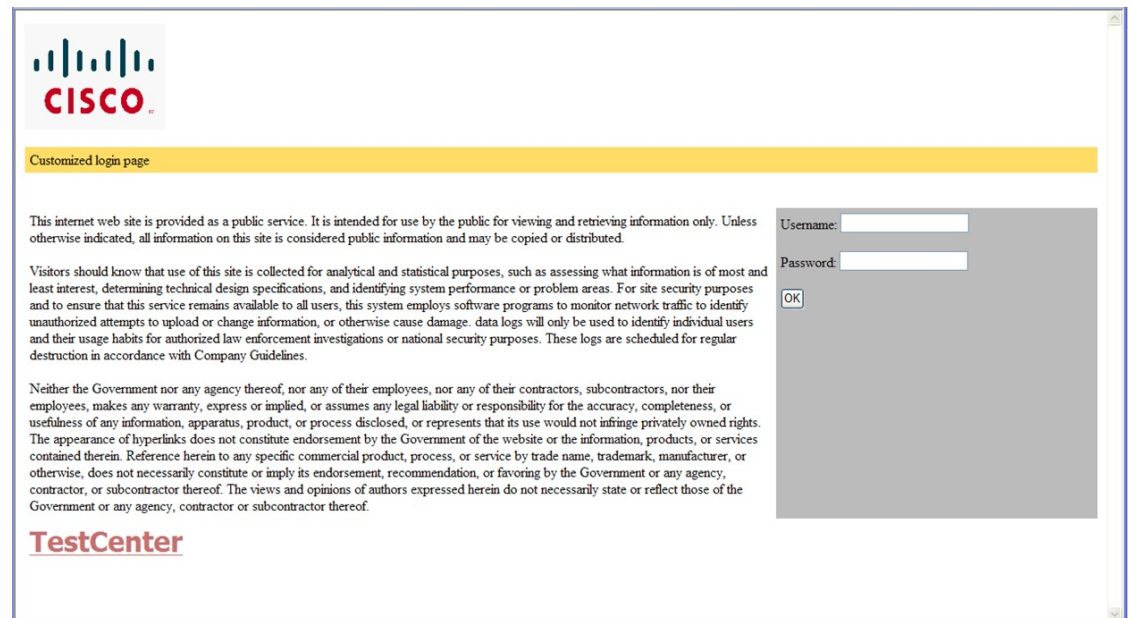 CISCO
Customized login page
This internet web site is provided as a public service. It is intended for use by the public for viewing and retrieving information only. Unless
otherwise indicated, all information on this site is considered public information and may be copied or distributed.
Visitors should know that use of this site is collected for analytical and statistical purposes, such as assessing what information is of most and
least interest, determining technical design specifications, and identifying system performance or problem areas. For site security purposes
and to ensure that this service remains available to all users, this system employs software programs to monitor network traffic to identify
unauthorized attempts to upload or change information, or otherwise cause damage. data logs will only be used to identify individual users
and their usage habits for authorized law enforcement investigations or national security purposes. These logs are scheduled for regular
destruction in accordance with Company Guidelines.
Neither the Government nor any agency thereof, nor any of their employees, nor any of their contractors, subcontractors, nor their
employees, makes any warranty, express or implied, or assumes any legal liability or responsibility for the accuracy, completeness, or
usefulness of any information, apparatus, product, or process disclosed, or represents that its use would not infringe privately owned rights.
The appearance of hyperlinks does not constitute endorsement by the Government of the website or the information, products, or services
contained therein. Reference herein to any specific commercial product, process, or service by trade name, trademark, manufacturer, or
otherwise, does not necessarily constitute or imply its endorsement, recommendation, or favoring by the Government or any agency,
contractor, or subcontractor thereof. The views and opinions of authors expressed herein do not necessarily state or reflect those of the
Government or any agency, contractor or subcontractor thereof.
Username:
Password:
OK
TestCenter